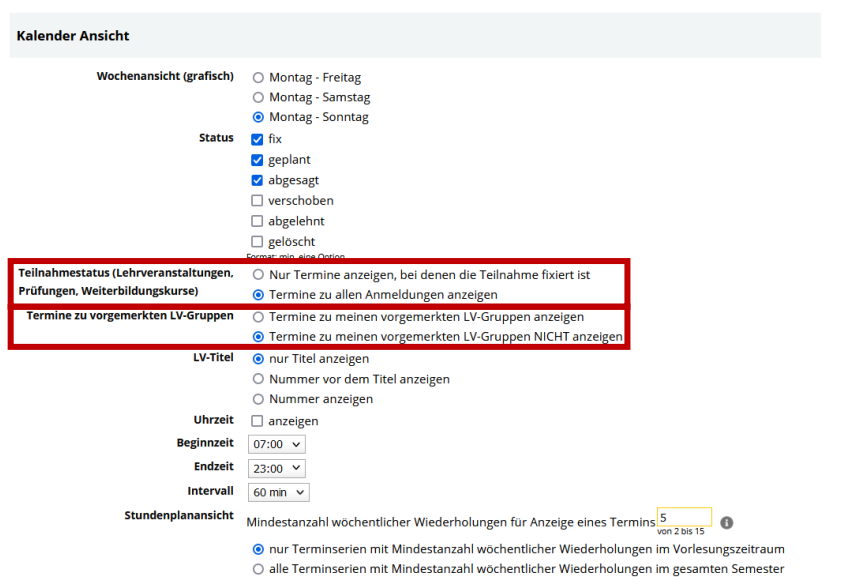 Kalender Ansicht
Wochenansicht (grafisch) Montag - Freitag
Montag - Samstag
Montag - Sonntag
Status fix
geplant
abgesagt
verschoben
abgelehnt
gelöscht
Format: min. eine Option
Teilnahmestatus (Lehrveranstaltungen, Nur Termine anzeigen, bei denen die Teilnahme fixiert ist
Prüfungen, Weiterbildungskurse) Termine zu allen Anmeldungen anzeigen
Termine zu vorgemerkten LV-Gruppen Termine zu meinen vorgemerkten LV-Gruppen anzeigen
Termine zu meinen vorgemerkten LV-Gruppen NICHT anzeigen
LV-Titel nur Titel anzeigen
Nummer vor dem Titel anzeigen
Nummer anzeigen
Uhrzeit anzeigen
Beginnzeit 07:00
Endzeit 23:00
Intervall 60 min
Stundenplanansicht Mindestanzahl wöchentlicher Wiederholungen für Anzeige eines Termins 5
von 2 bis 15
nur Terminserien mit Mindestanzahl wöchentlicher Wiederholungen im Vorlesungszeitraum
alle Terminserien mit Mindestanzahl wöchentlicher Wiederholungen im gesamten Semester